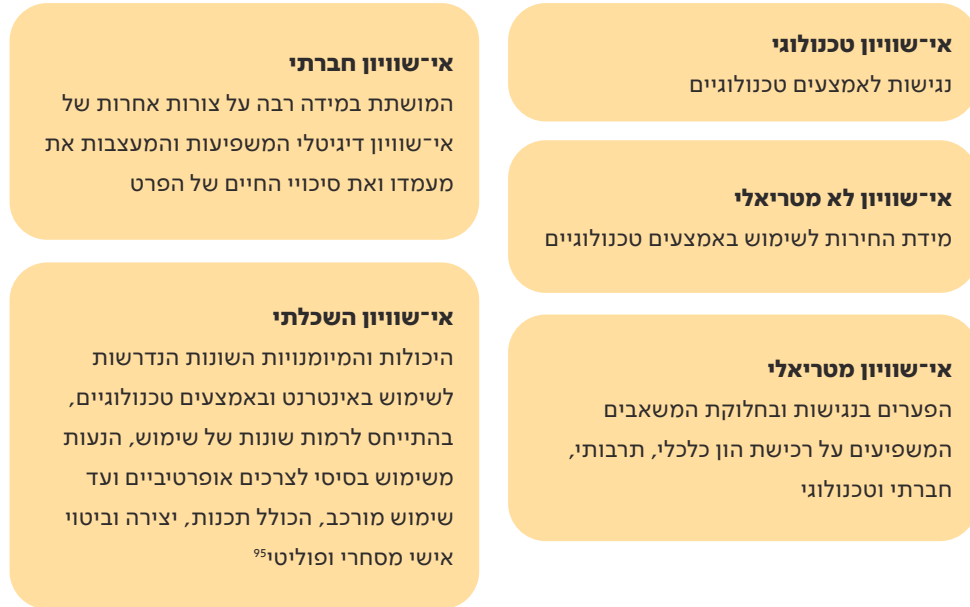 אי־שוויון טכנולוגי
נגישות לאמצעים טכנולוגיים
אי־שוויון לא מטריאלי
מידת החירות לשימוש באמצעים טכנולוגיים
אי־שוויון מטריאלי
הפערים בנגישות ובחלוקת המשאבים
המשפיעים על רכישת הון כלכלי, תרבותי,
חברתי וטכנולוגי
אי־שוויון חברתי
המושתת במידה רבה על צורות אחרות של
אי־שוויון דיגיטלי המשפיעות והמעצבות את
מעמדו ואת סיכויי החיים של הפרט
אי־שוויון השכלתי
היכולות והמיומנויות השונות הנדרשות
לשימוש באינטרנט ובאמצעים טכנולוגיים,
בהתייחס לרמות שונות של שימוש, הנעות
משימוש בסיסי לצרכים אופרטיביים ועד
שימוש מורכב, הכולל תכנות, יצירה וביטוי
אישי מסחרי ופוליטי⁹⁵